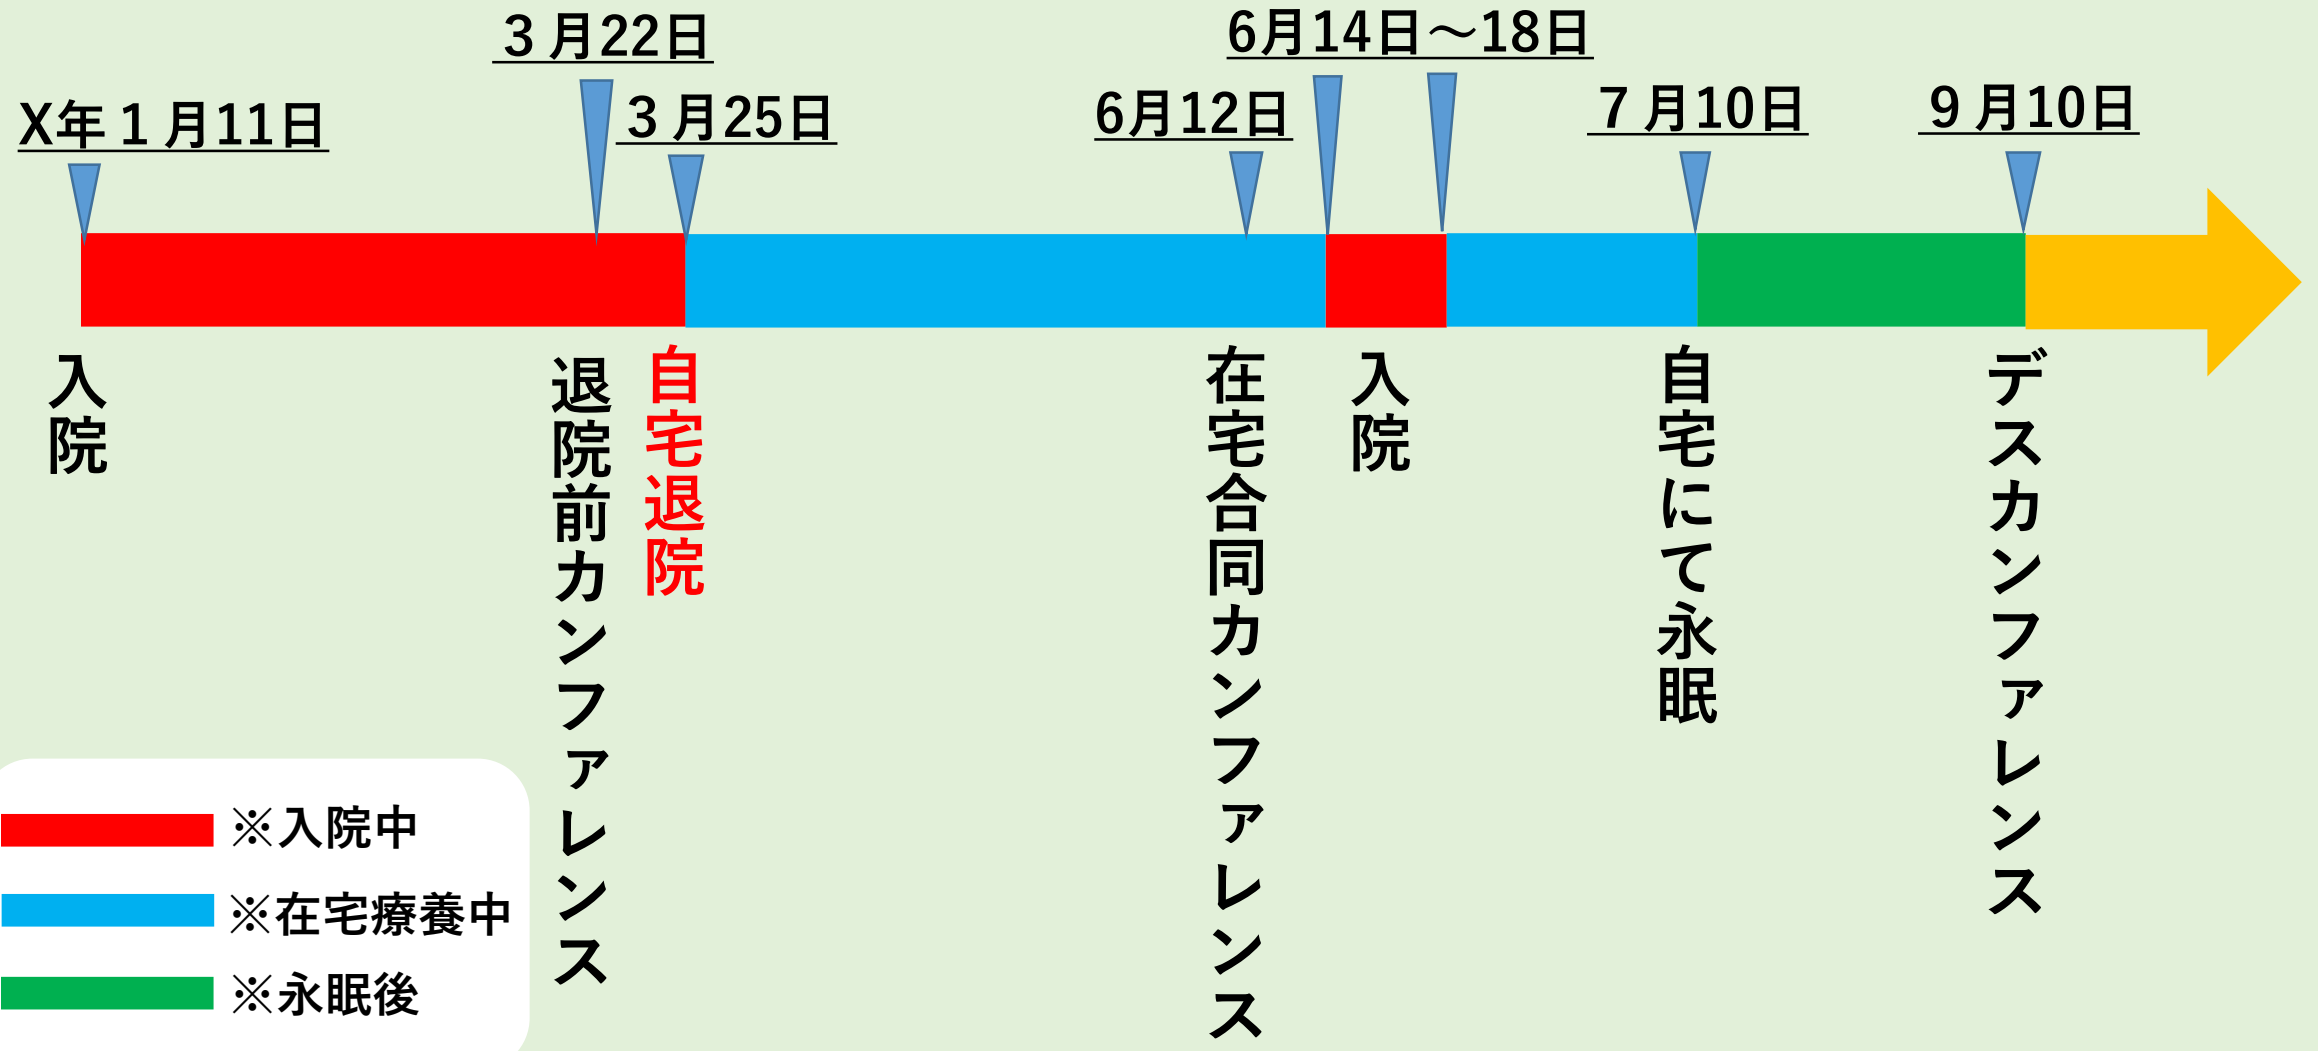 X年１月11日
３月22日
３月25日
6月12日
6月14日～18日
７月10日
９月10日
入院
退院前カンファレンス
自宅退院
在宅合同カンファレンス
入院
自宅にて永眠
デスカンファレンス
※入院中
※在宅療養中
※永眠後